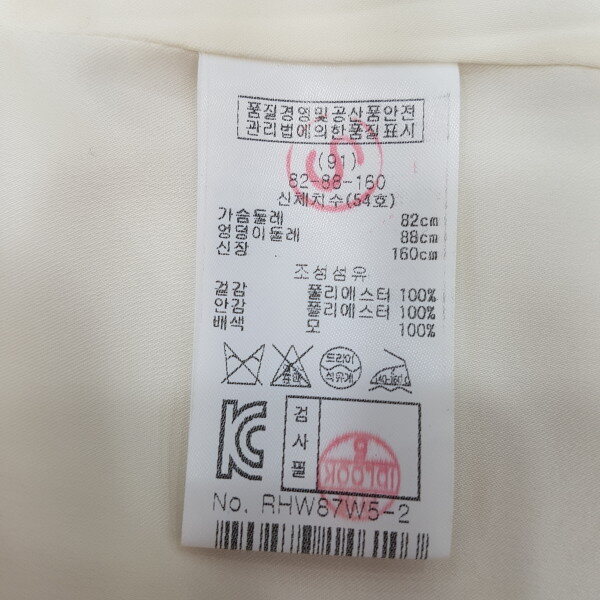 품질경영및공산품안전
관리법에의한품질표시
(91)
82-88-160
신체치수(54호)
가슴둘레 82cm
엉덩이둘레 88cm
신장 160cm
조성섬유
겉감 폴리에스터 100%
안감 폴리에스터 100%
배색 모 100%
드라이
석유계
140~160℃
검사필
IDLOOK
No. RHW87W5-2